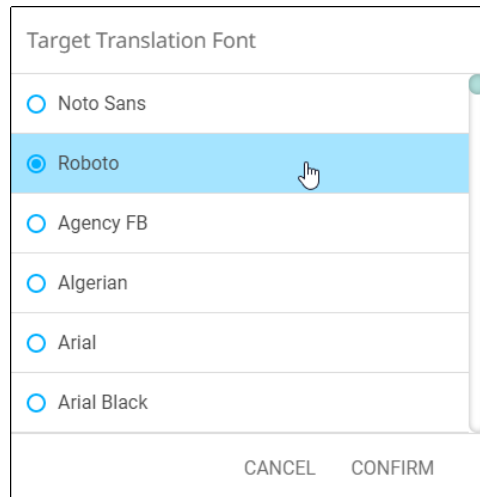 Target Translation Font
Noto Sans
Roboto
Agency FB
Algerian
Arial
Arial Black
CANCEL CONFIRM